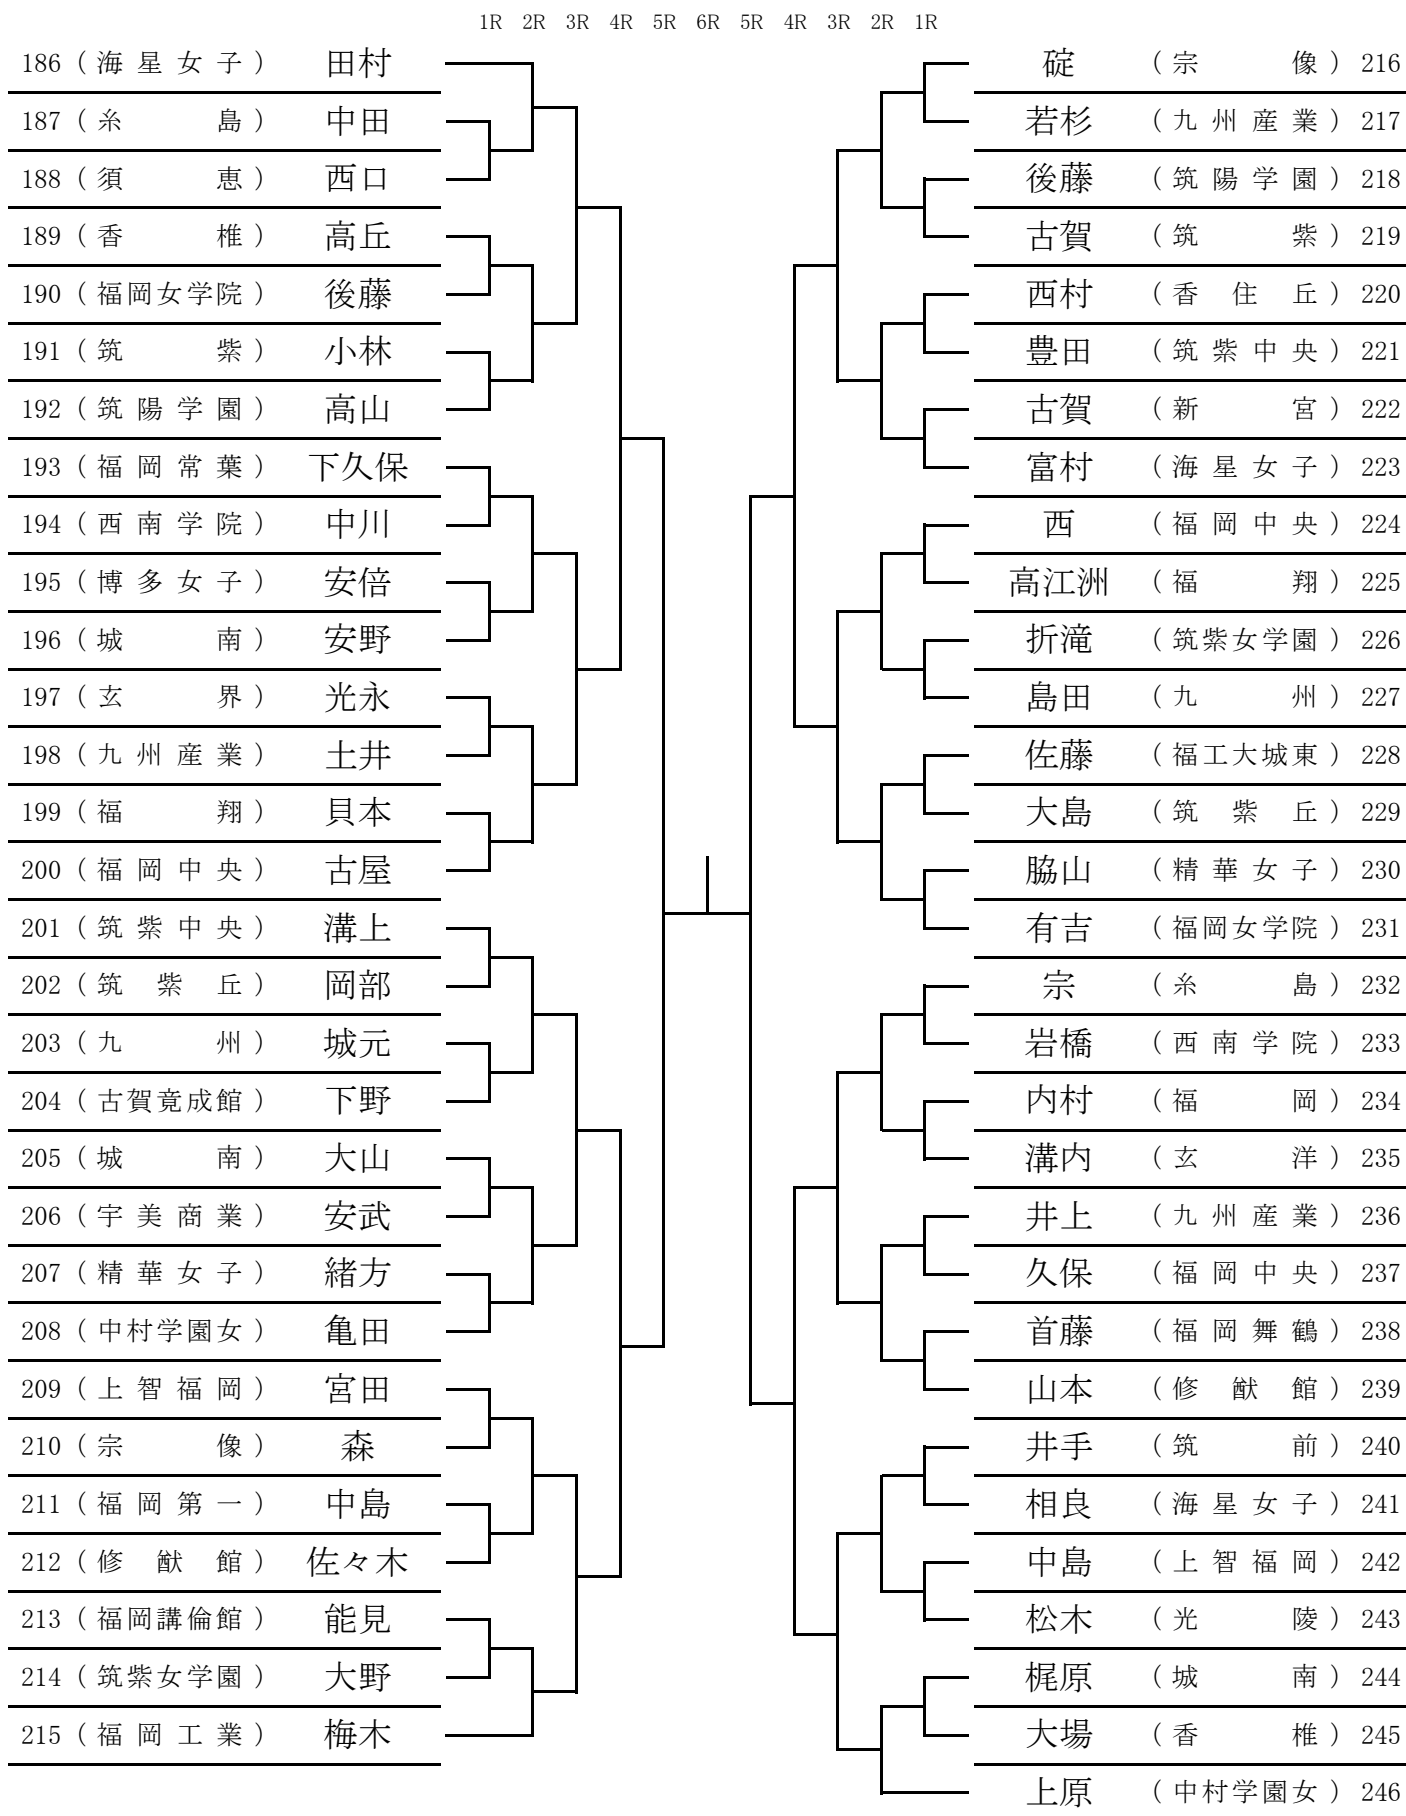 1R 2R 3R 4R 5R 6R 5R 4R 3R 2R 1R
186 ( 海星女子 ) 田村 碇 ( 宗像 ) 216
187 ( 糸島 ) 中田 若杉 ( 九州産業 ) 217
188 ( 須恵 ) 西口 後藤 ( 筑陽学園 ) 218
189 ( 香椎 ) 高丘 古賀 ( 筑紫 ) 219
190 ( 福岡女学院 ) 後藤 西村 ( 香住丘 ) 220
191 ( 筑紫 ) 小林 豊田 ( 筑紫中央 ) 221
192 ( 筑陽学園 ) 高山 古賀 ( 新宮 ) 222
193 ( 福岡常葉 ) 下久保 富村 ( 海星女子 ) 223
194 ( 西南学院 ) 中川 西 ( 福岡中央 ) 224
195 ( 博多女子 ) 安倍 高江洲 ( 福翔 ) 225
196 ( 城南 ) 安野 折滝 ( 筑紫女学園 ) 226
197 ( 玄界 ) 光永 島田 ( 九州 ) 227
198 ( 九州産業 ) 土井 佐藤 ( 福工大城東 ) 228
199 ( 福翔 ) 貝本 大島 ( 筑紫丘 ) 229
200 ( 福岡中央 ) 古屋 脇山 ( 精華女子 ) 230
201 ( 筑紫中央 ) 溝上 有吉 ( 福岡女学院 ) 231
202 ( 筑紫丘 ) 岡部 宗 ( 糸島 ) 232
203 ( 九州 ) 城元 岩橋 ( 西南学院 ) 233
204 ( 古賀竟成館 ) 下野 内村 ( 福岡 ) 234
205 ( 城南 ) 大山 溝内 ( 玄洋 ) 235
206 ( 宇美商業 ) 安武 井上 ( 九州産業 ) 236
207 ( 精華女子 ) 緒方 久保 ( 福岡中央 ) 237
208 ( 中村学園女 ) 亀田 首藤 ( 福岡舞鶴 ) 238
209 ( 上智福岡 ) 宮田 山本 ( 修猷館 ) 239
210 ( 宗像 ) 森 井手 ( 筑前 ) 240
211 ( 福岡第一 ) 中島 相良 ( 海星女子 ) 241
212 ( 修猷館 ) 佐々木 中島 ( 上智福岡 ) 242
213 ( 福岡講倫館 ) 能見 松木 ( 光陵 ) 243
214 ( 筑紫女学園 ) 大野 梶原 ( 城南 ) 244
215 ( 福岡工業 ) 梅木 大場 ( 香椎 ) 245
上原 ( 中村学園女 ) 246